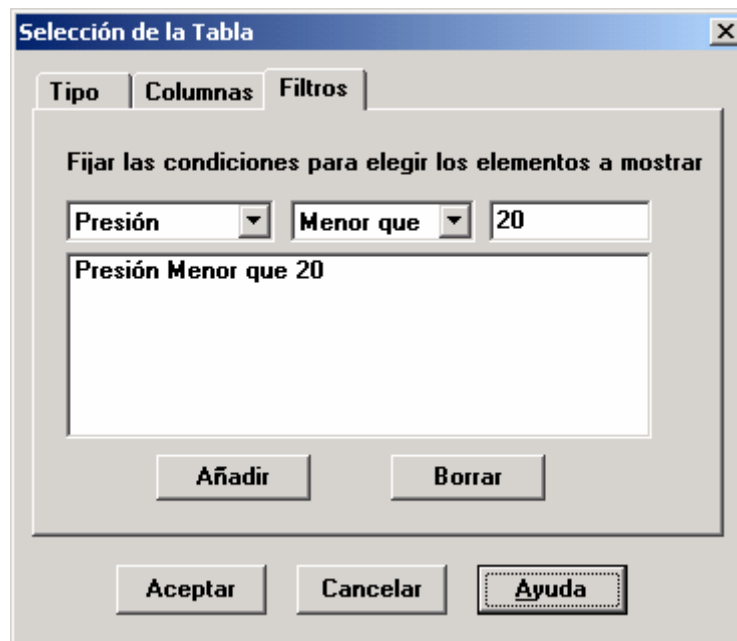 Selección de la Tabla
Tipo Columnas Filtros
Fijar las condiciones para elegir los elementos a mostrar
Presión Menor que 20
Presión Menor que 20
Añadir Borrar
Aceptar Cancelar Ayuda